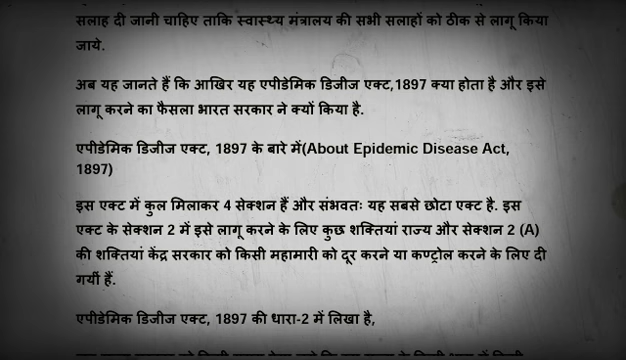 सलाह दी जानी चाहिए ताकि स्वास्थ्य मंत्रालय की सभी सलाहों को ठीक से लागू किया
जाये.
अब यह जानते हैं कि आखिर यह एपीडेमिक डिजीज एक्ट,1897 क्या होता है और इसे
लागू करने का फैसला भारत सरकार ने क्यों किया है.
एपीडेमिक डिजीज एक्ट, 1897 के बारे में(About Epidemic Disease Act,
1897)
इस एक्ट में कुल मिलाकर 4 सेक्शन हैं और संभवतः यह सबसे छोटा एक्ट है. इस
एक्ट के सेक्शन 2 में इसे लागू करने के लिए कुछ शक्तियां राज्य और सेक्शन 2 (A)
की शक्तियां केंद्र सरकार को किसी महामारी को दूर करने या कण्ट्रोल करने के लिए दी
गयीं हैं.
एपीडेमिक डिजीज एक्ट, 1897 की धारा-2 में लिखा है,